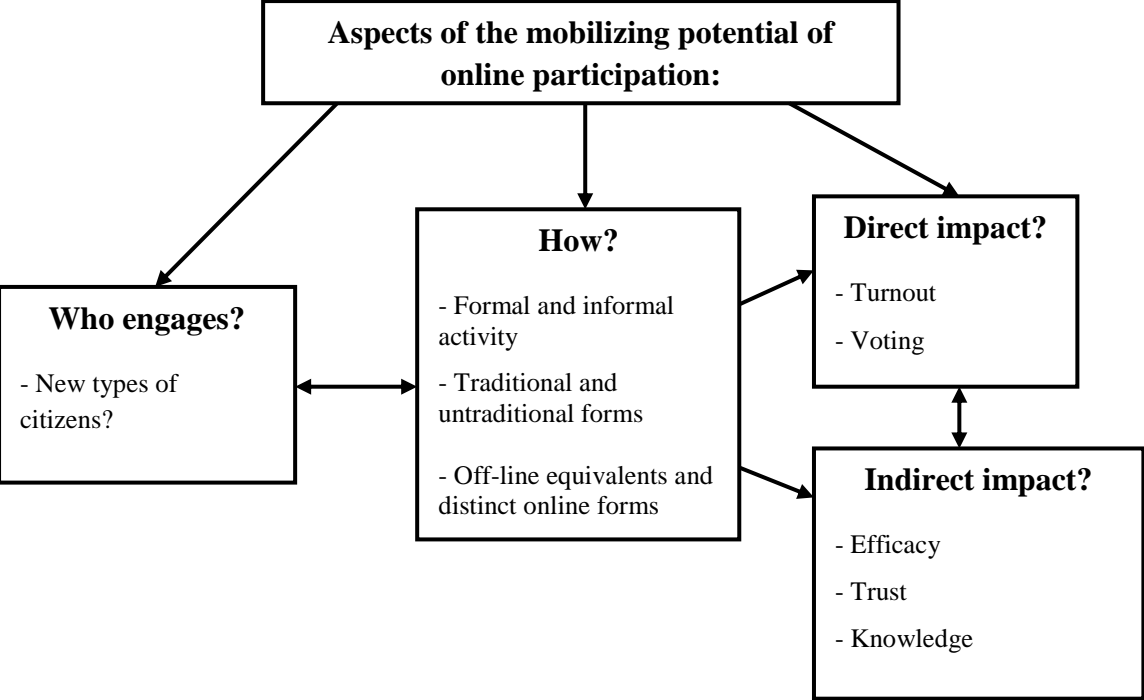 Aspects of the mobilizing potential of
online participation:
Who engages?
- New types of
citizens?
How?
- Formal and informal
activity
- Traditional and
untraditional forms
- Off-line equivalents and
distinct online forms
Direct impact?
- Turnout
- Voting
Indirect impact?
- Efficacy
- Trust
- Knowledge